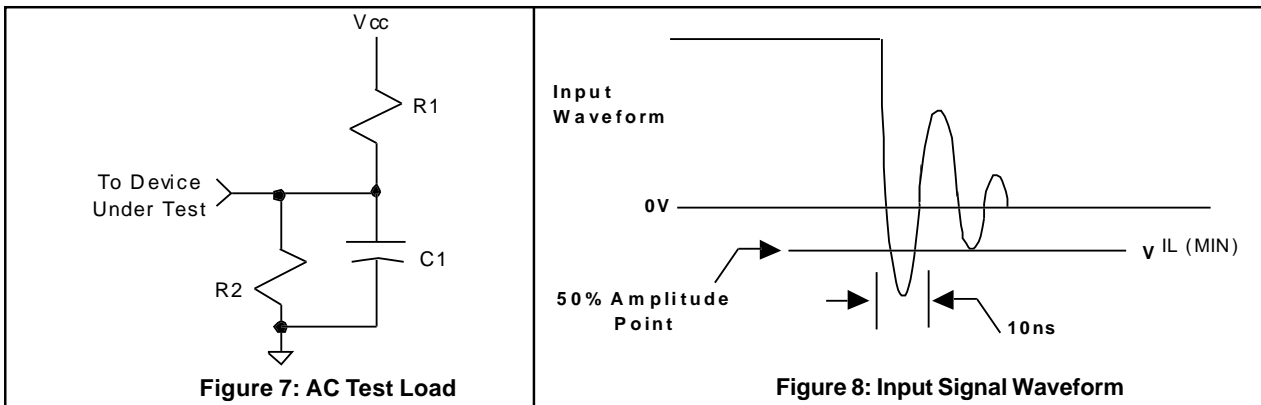 Vcc
R1
To Device
Under Test
R2
C1
Figure 7: AC Test Load
Input
Waveform
0V
V IL (MIN)
50% Amplitude
Point
10ns
Figure 8: Input Signal Waveform